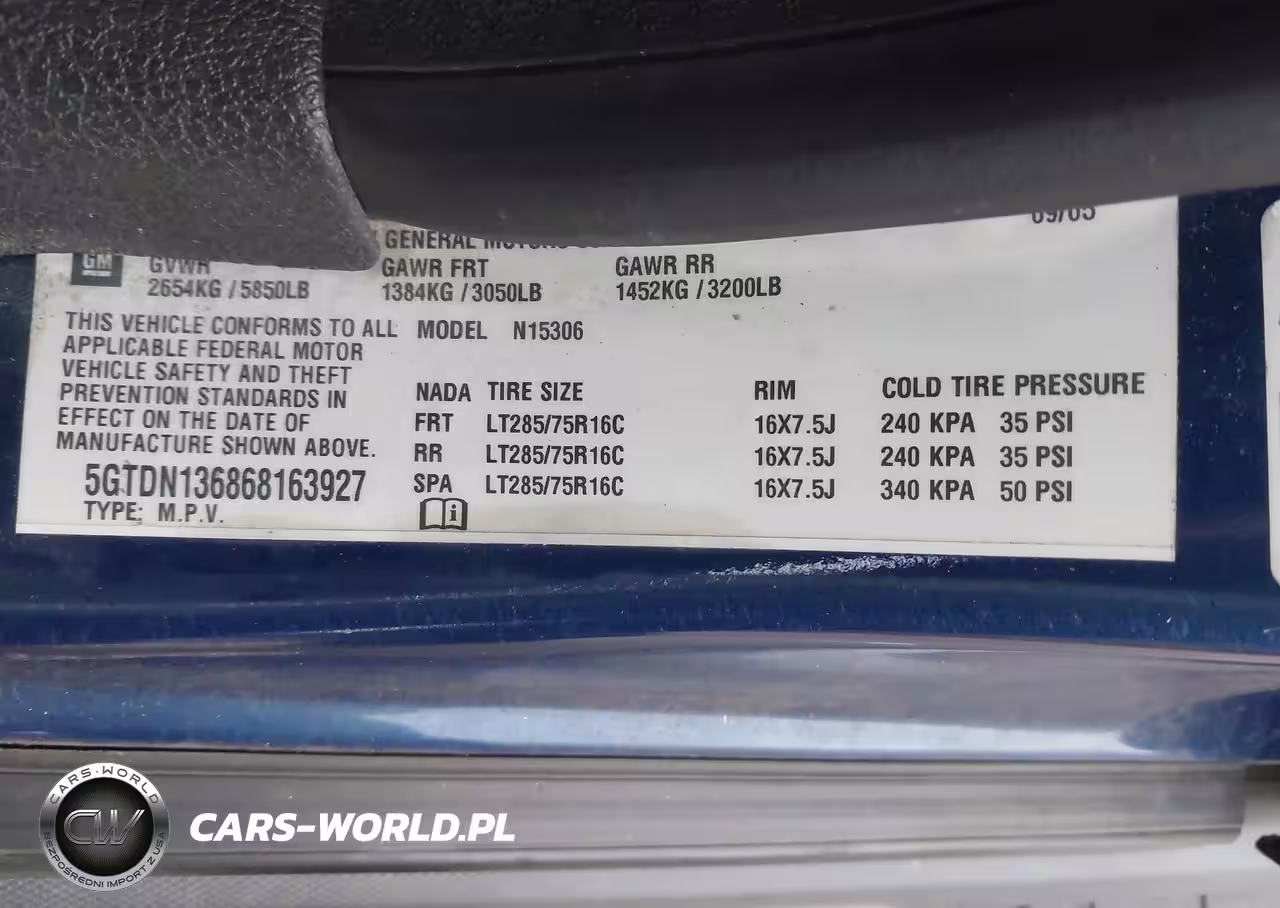 09/05
GENERAL MOTORS
GM
GVWR GAWR FRT GAWR RR
2654KG / 5850LB 1384KG / 3050LB 1452KG / 3200LB
THIS VEHICLE CONFORMS TO ALL MODEL N15306
APPLICABLE FEDERAL MOTOR
VEHICLE SAFETY AND THEFT
PREVENTION STANDARDS IN
EFFECT ON THE DATE OF
MANUFACTURE SHOWN ABOVE.
5GTDN136868163927
TYPE: M.P.V.
NADA TIRE SIZE RIM COLD TIRE PRESSURE
FRT LT285/75R16C 16X7.5J 240 KPA 35 PSI
RR LT285/75R16C 16X7.5J 240 KPA 35 PSI
SPA LT285/75R16C 16X7.5J 340 KPA 50 PSI
i
CARS-WORLD
CW
BEZPOŚREDNI IMPORT Z USA
CARS-WORLD.PL